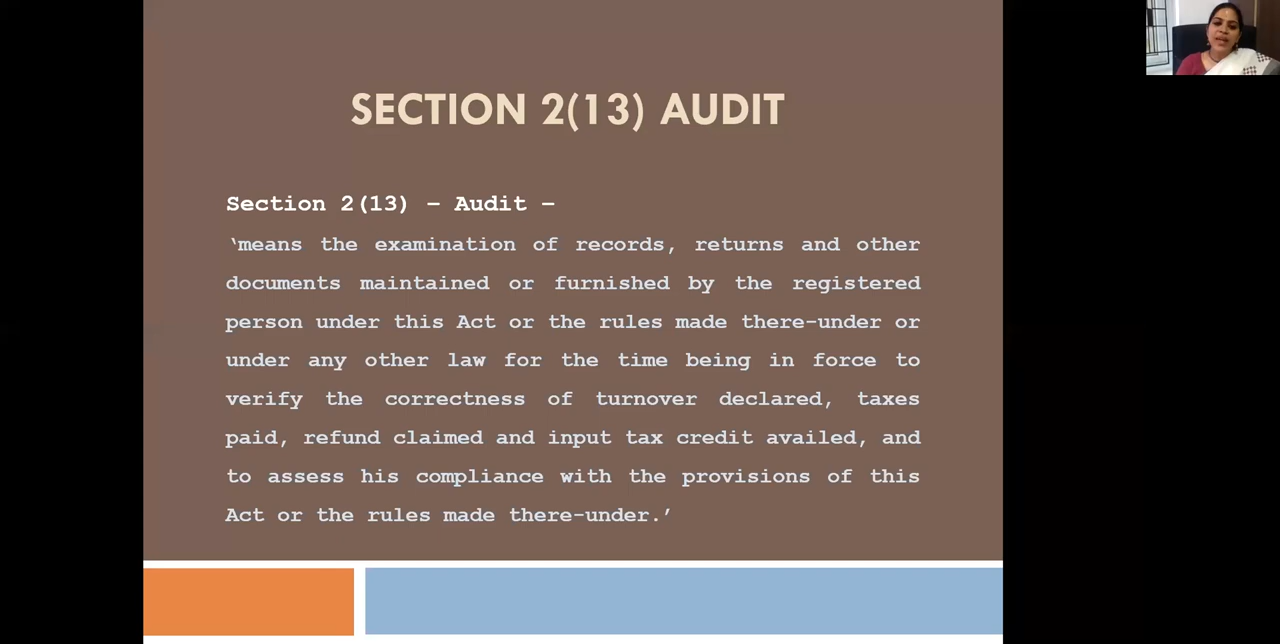 SECTION 2(13) AUDIT
Section 2(13) – Audit –
‘means the examination of records, returns and other
documents maintained or furnished by the registered
person under this Act or the rules made there-under or
under any other law for the time being in force to
verify the correctness of turnover declared, taxes
paid, refund claimed and input tax credit availed, and
to assess his compliance with the provisions of this
Act or the rules made there-under.’